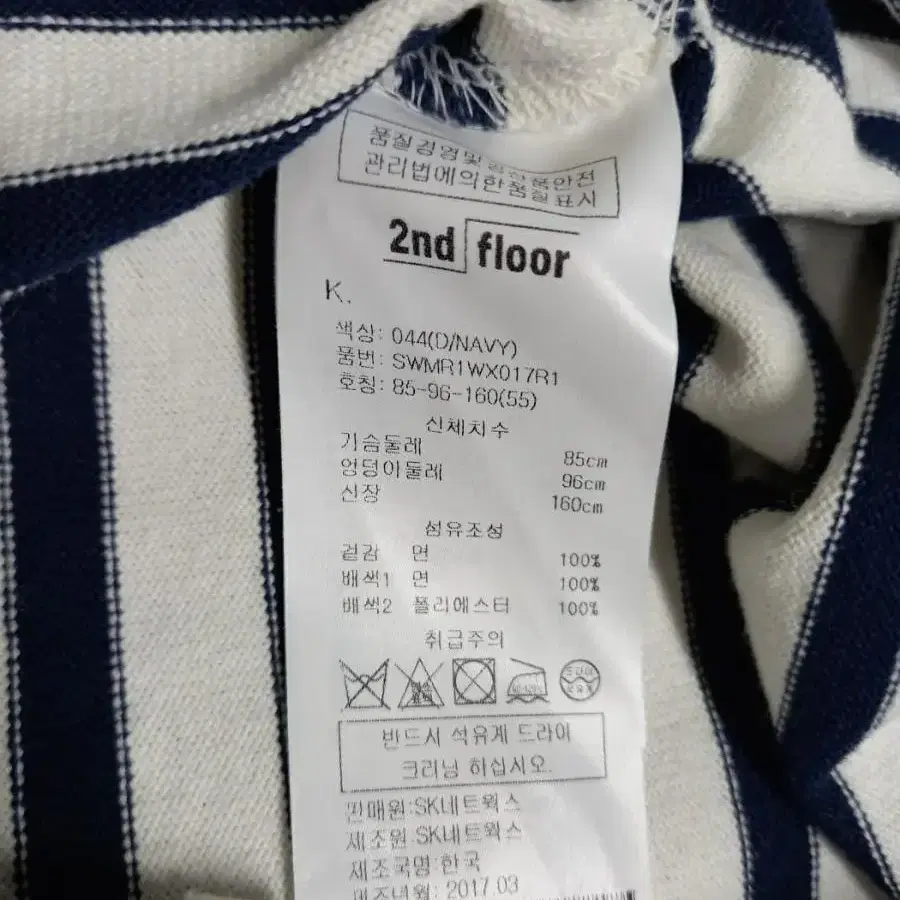 품질경영및공산품안전
관리법에의한품질표시
2nd floor
K.
색상: 044(D/NAVY)
품번: SWMR1WX017R1
호칭: 85-96-160(55)
신체치수
가슴둘레 85cm
엉덩이둘레 96cm
신장 160cm
섬유조성
겉감 면 100%
배색1 면 100%
배색2 폴리에스터 100%
취급주의
드라이
석유계
반드시 석유계 드라이
크리닝 하십시오.
판매원:SK네트웍스
제조원:SK네트웍스
제조국명:한국
제조년월: 2017.03